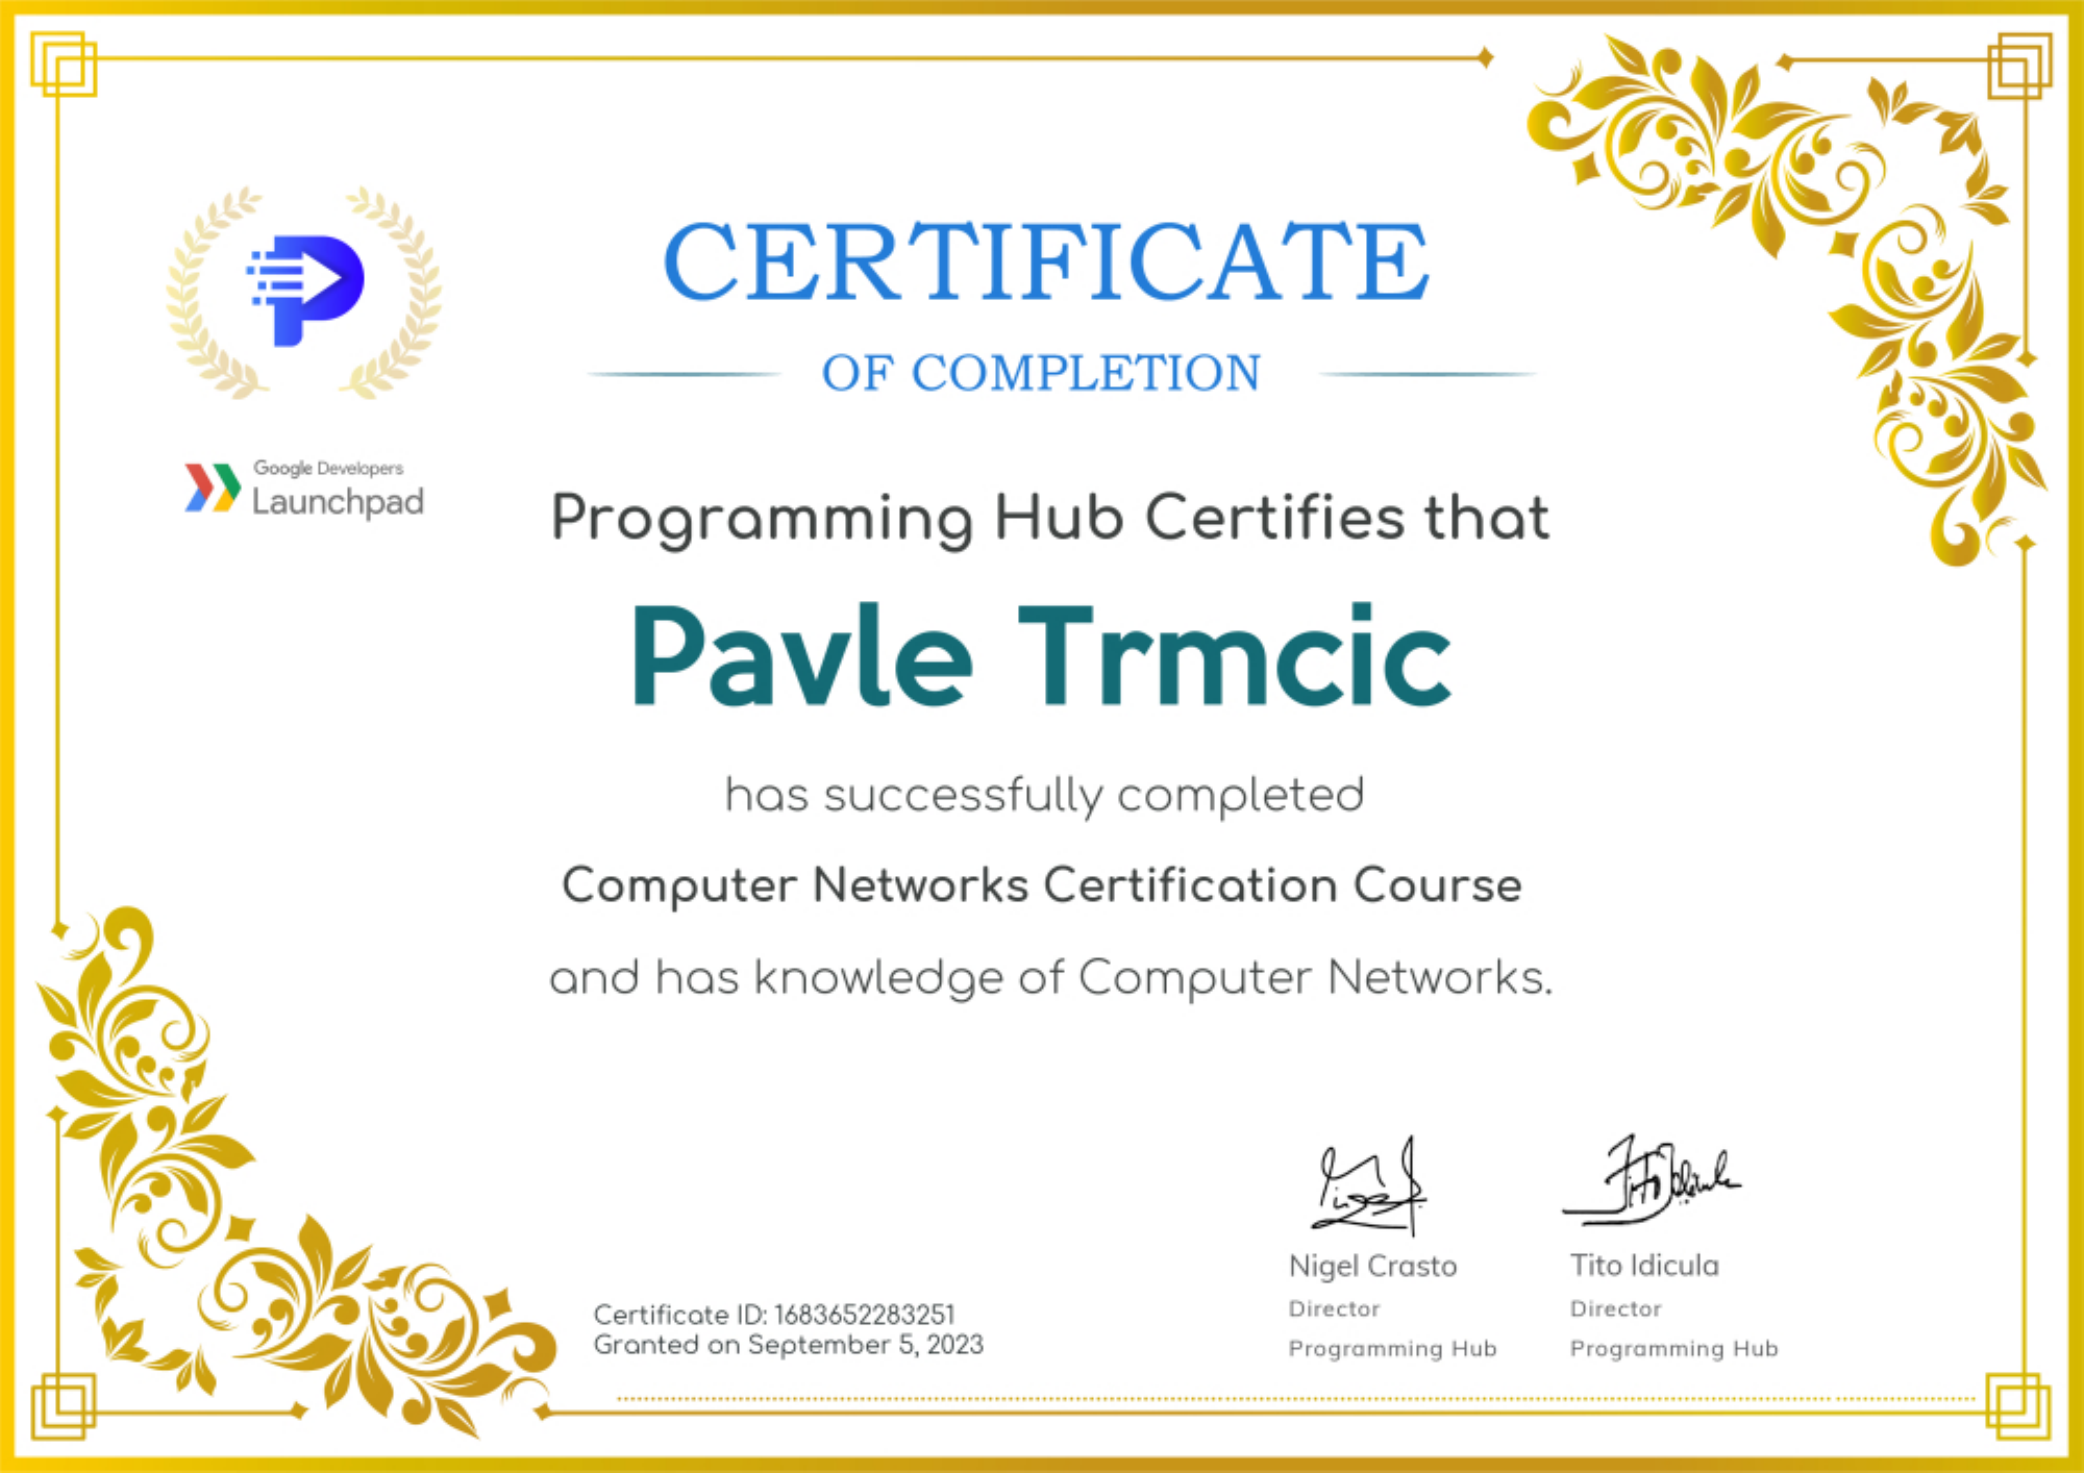 CERTIFICATE
OF COMPLETION
Google Developers
Launchpad
Programming Hub Certifies that
Pavle Trmcic
has successfully completed
Computer Networks Certification Course
and has knowledge of Computer Networks.
Certificate ID: 1683652283251
Granted on September 5, 2023
Nigel Crasto
Director
Programming Hub
Tito Idicula
Director
Programming Hub